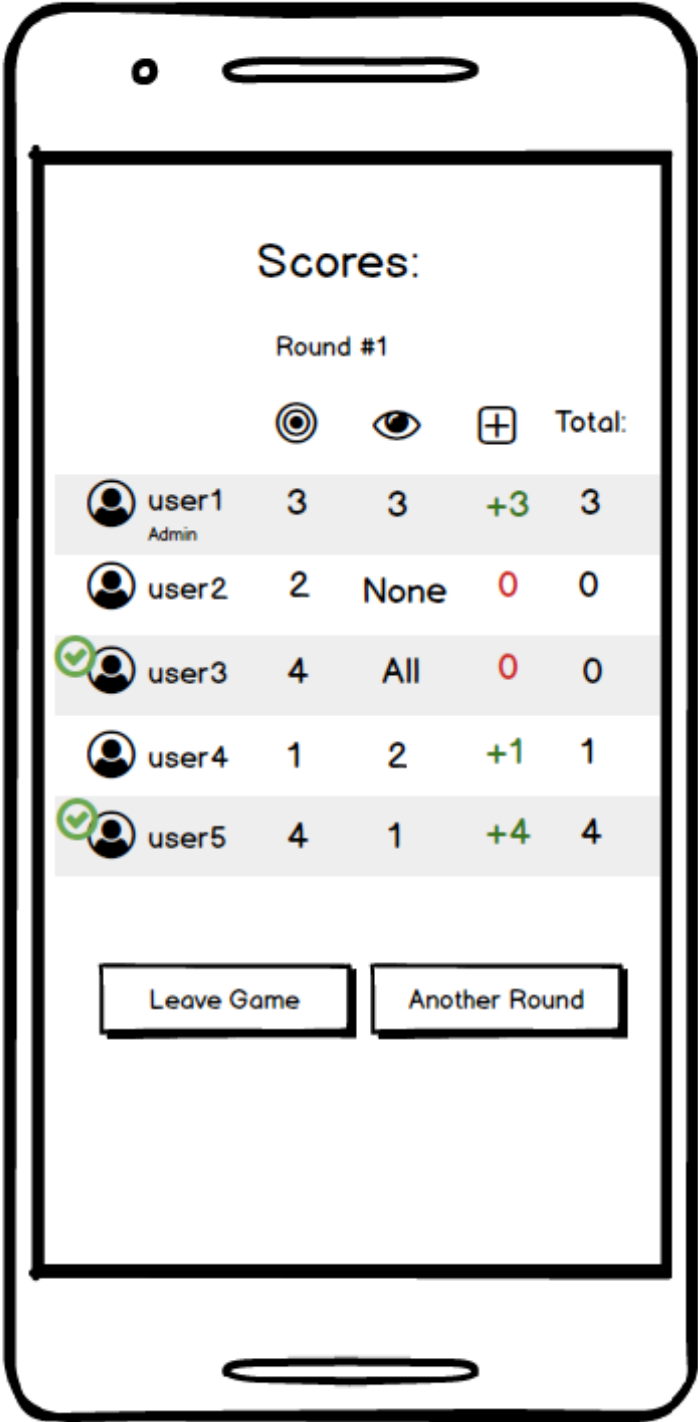 Scores:
Round #1
Total:
user1 3 3 +3 3
Admin
user2 2 None 0 0
user3 4 All 0 0
user4 1 2 +1 1
user5 4 1 +4 4
Leave Game Another Round